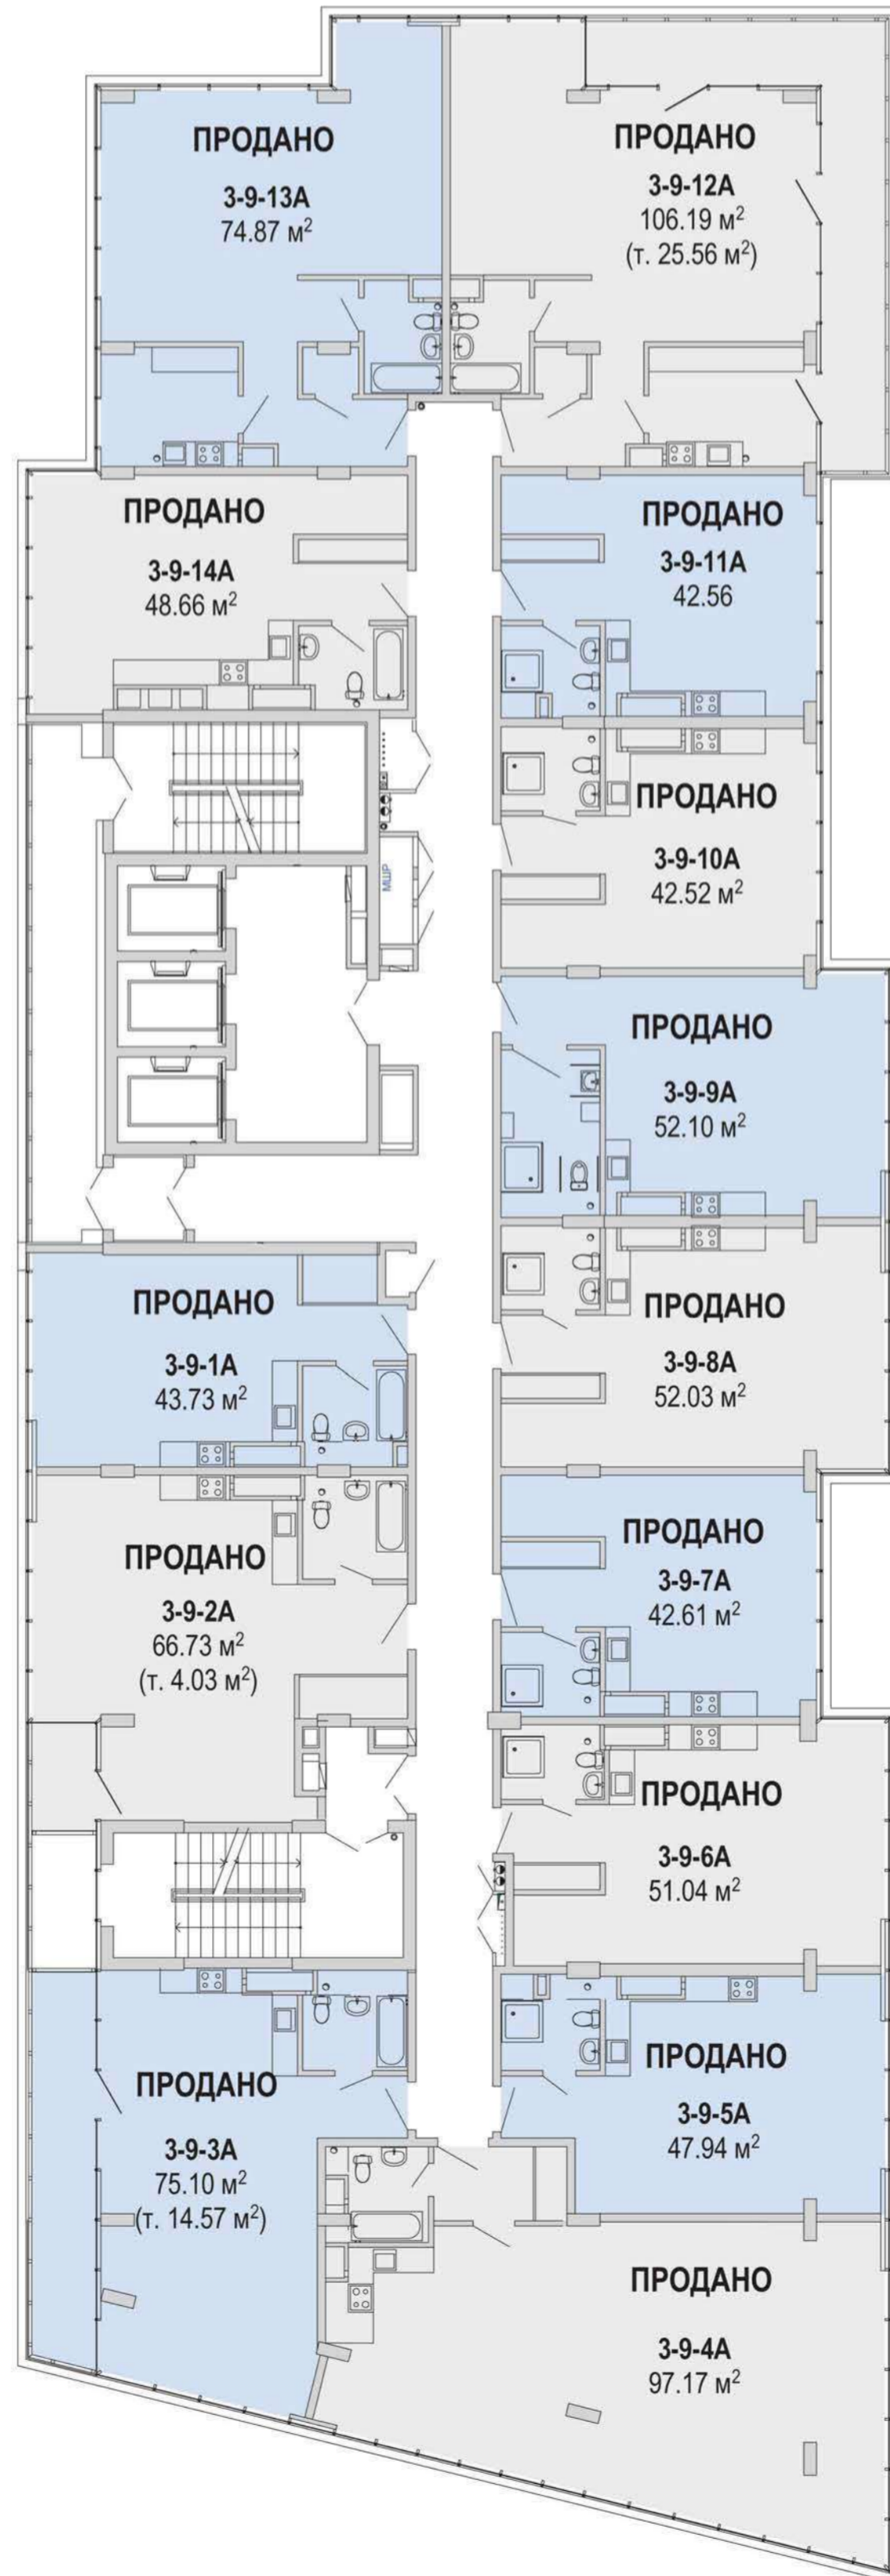 ПРОДАНО
3-9-13А
74.87 м²
ПРОДАНО
3-9-12А
106.19 м²
(т. 25.56 м²)
ПРОДАНО
3-9-14А
48.66 м²
ПРОДАНО
3-9-11А
42.56
ПРОДАНО
3-9-10А
42.52 м²
МШР
ПРОДАНО
3-9-9А
52.10 м²
ПРОДАНО
3-9-1А
43.73 м²
ПРОДАНО
3-9-8А
52.03 м²
ПРОДАНО
3-9-2А
66.73 м²
(т. 4.03 м²)
ПРОДАНО
3-9-7А
42.61 м²
ПРОДАНО
3-9-6А
51.04 м²
ПРОДАНО
3-9-3А
75.10 м²
(т. 14.57 м²)
ПРОДАНО
3-9-5А
47.94 м²
ПРОДАНО
3-9-4А
97.17 м²